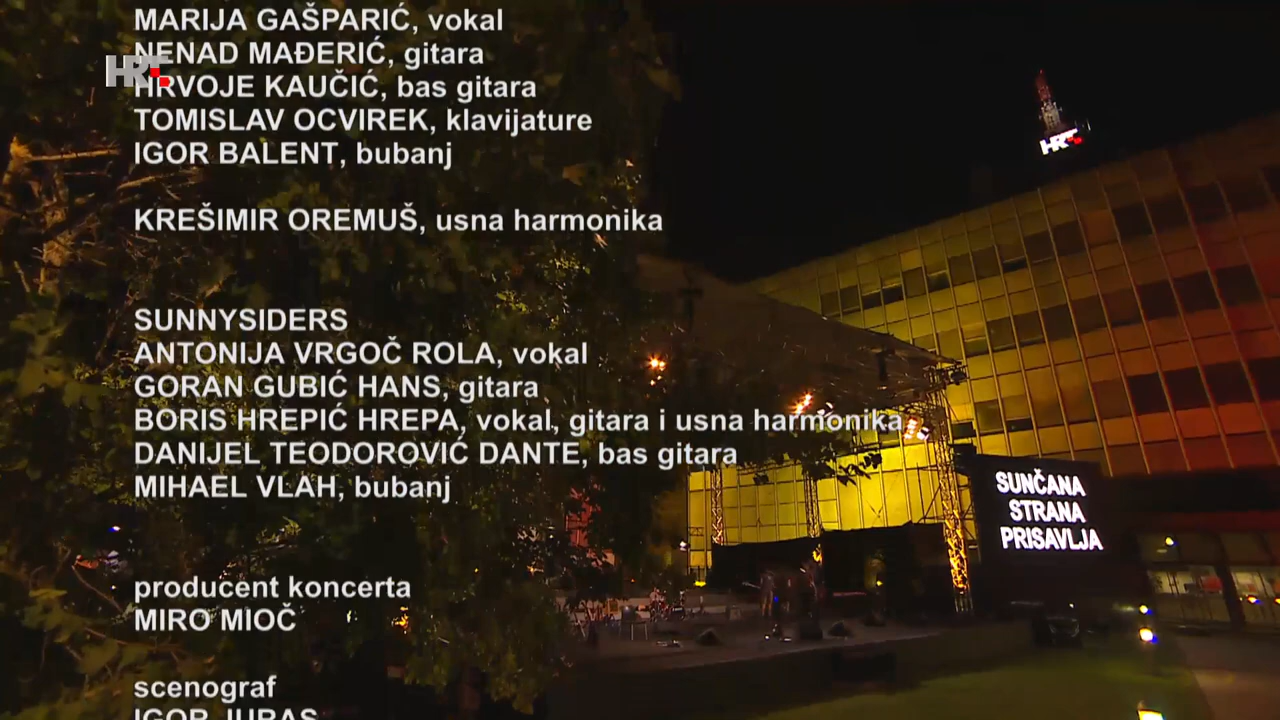 MARIJA GAŠPARIĆ, vokal
NENAD MAĐERIĆ, gitara
HRT
HRVOJE KAUČIĆ, bas gitara
TOMISLAV OCVIREK, klavijature
IGOR BALENT, bubanj
HRT
KREŠIMIR OREMUŠ, usna harmonika
SUNNYSIDERS
ANTONIJA VRGOČ ROLA, vokal
GORAN GUBIĆ HANS, gitara
BORIS HREPIĆ HREPA, vokal, gitara i usna harmonika
DANIJEL TEODOROVIĆ DANTE, bas gitara
MIHAEL VLAH, bubanj
SUNČANA
STRANA
PRISAVLJA
producent koncerta
MIRO MIOČ
scenograf
IGOR JURAS